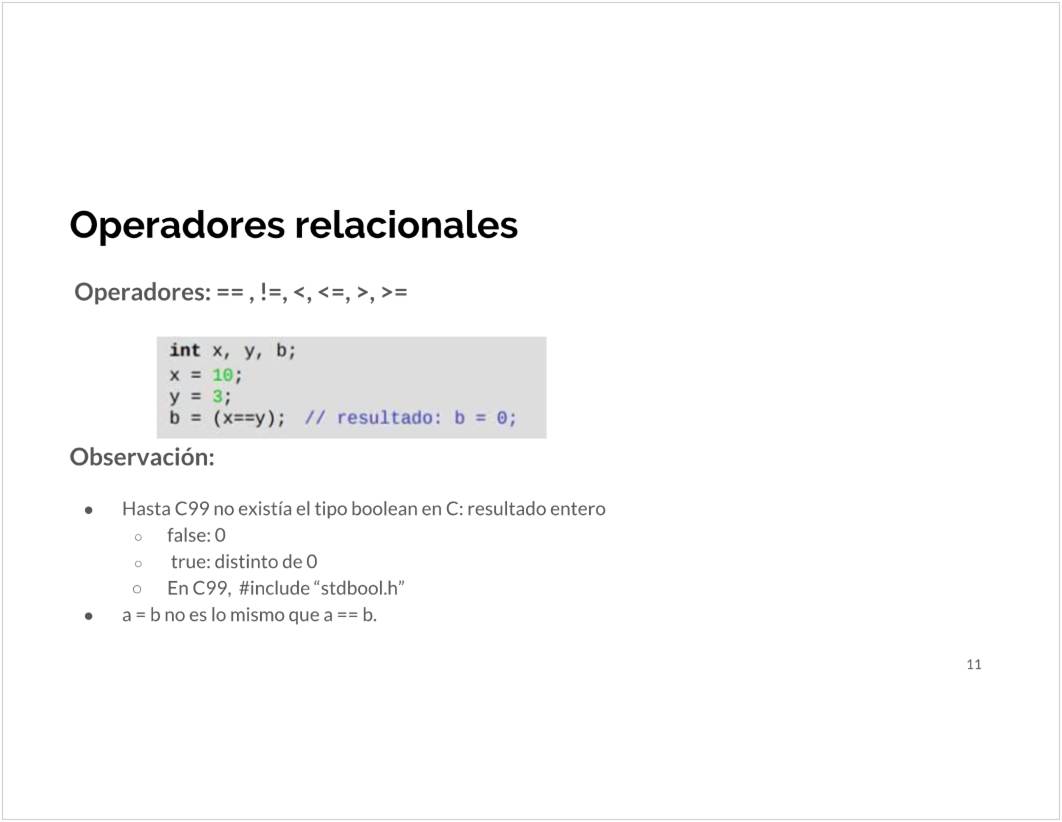 Operadores relacionales
Operadores: == , !=, <, <=, >, >=
int x, y, b;
x = 10;
y = 3;
b = (x==y);  // resultado: b = 0;
Observación:
● Hasta C99 no existía el tipo boolean en C: resultado entero
○ false: 0
○ true: distinto de 0
○ En C99, #include “stdbool.h”
● a = b no es lo mismo que a == b.
11